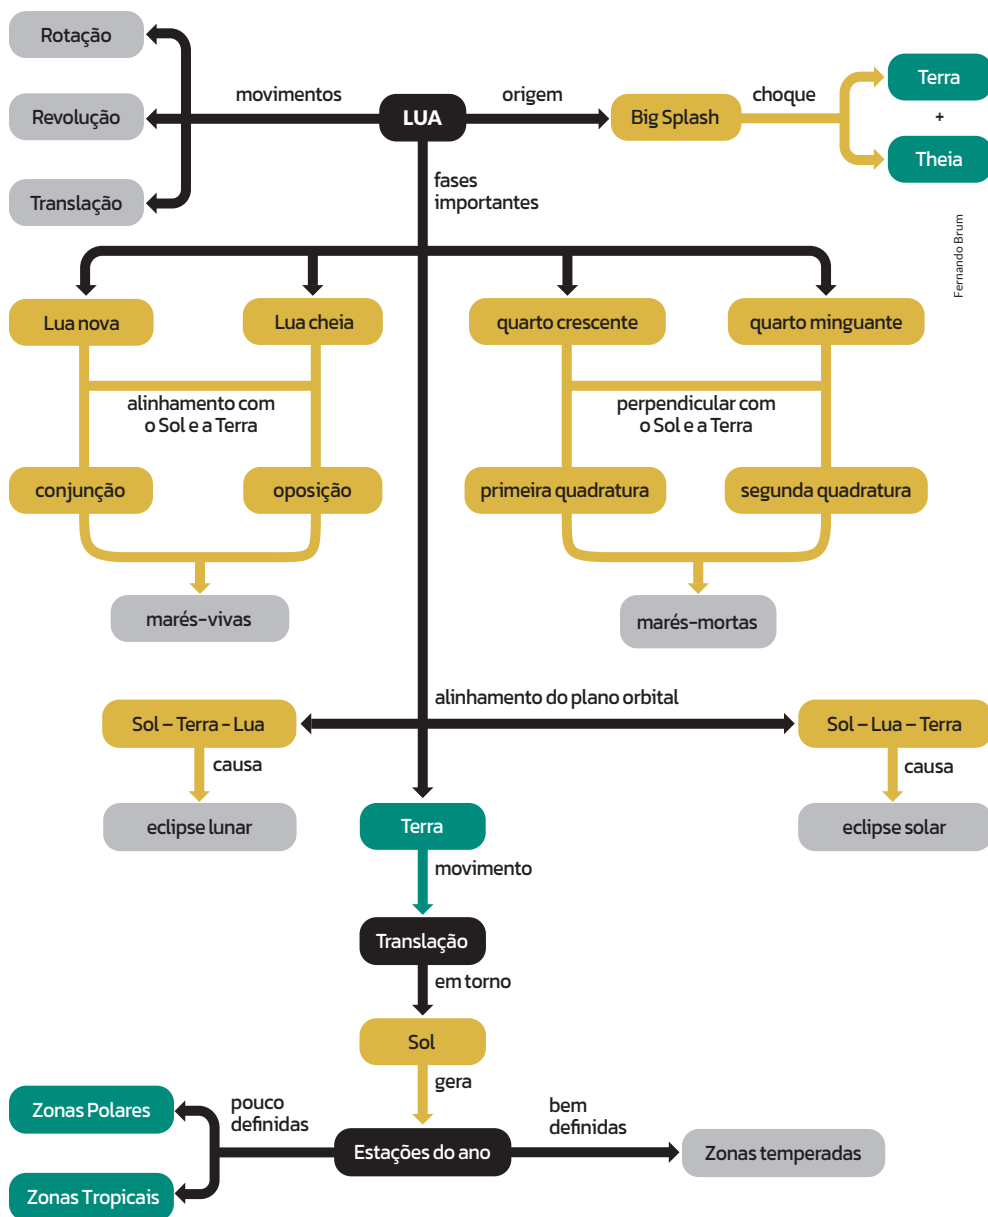 Rotação
Revolução
Translação
movimentos
LUA
origem
Big Splash
choque
Terra
+
Theia
fases
importantes
Fernando Brum
Lua nova
Lua cheia
quarto crescente
quarto minguante
alinhamento com
o Sol e a Terra
perpendicular com
o Sol e a Terra
conjunção
oposição
primeira quadratura
segunda quadratura
marés-vivas
marés-mortas
alinhamento do plano orbital
Sol – Terra - Lua
Sol – Lua – Terra
causa
causa
eclipse lunar
eclipse solar
Terra
movimento
Translação
em torno
Sol
gera
Zonas Polares
pouco
definidas
Estações do ano
bem
definidas
Zonas temperadas
Zonas Tropicais